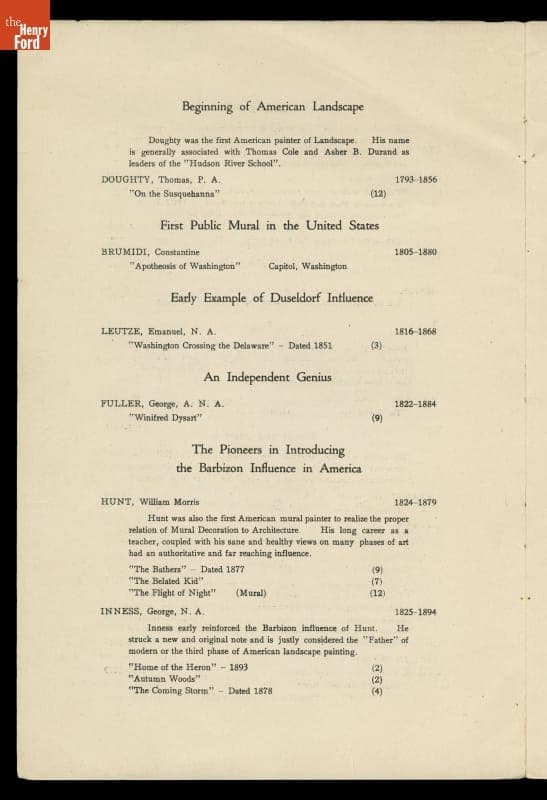 the
Henry
Ford
Beginning of American Landscape
Doughty was the first American painter of Landscape. His name
is generally associated with Thomas Cole and Asher B. Durand as
leaders of the "Hudson River School".
DOUGHTY, Thomas, P. A. 1793-1856
"On the Susquehanna" (12)
First Public Mural in the United States
BRUMIDI, Constantine 1805-1880
"Apotheosis of Washington" Capitol, Washington
Early Example of Duseldorf Influence
LEUTZE, Emanuel, N. A. 1816-1868
"Washington Crossing the Delaware" - Dated 1851 (3)
An Independent Genius
FULLER, George, A. N. A. 1822-1884
"Winifred Dysart" (9)
The Pioneers in Introducing
the Barbizon Influence in America
HUNT, William Morris 1824-1879
Hunt was also the first American mural painter to realize the proper
relation of Mural Decoration to Architecture. His long career as a
teacher, coupled with his sane and healthy views on many phases of art
had an authoritative and far reaching influence.
"The Bathers" - Dated 1877 (9)
"The Belated Kid" (7)
"The Flight of Night" (Mural) (12)
INNESS, George, N. A. 1825-1894
Inness early reinforced the Barbison influence of Hunt. He
struck a new and original note and is justly considered the "Father" of
modern or the third phase of American landscape painting.
"Home of the Heron" - 1893 (2)
"Autumn Woods" (2)
"The Coming Storm" - Dated 1878 (4)